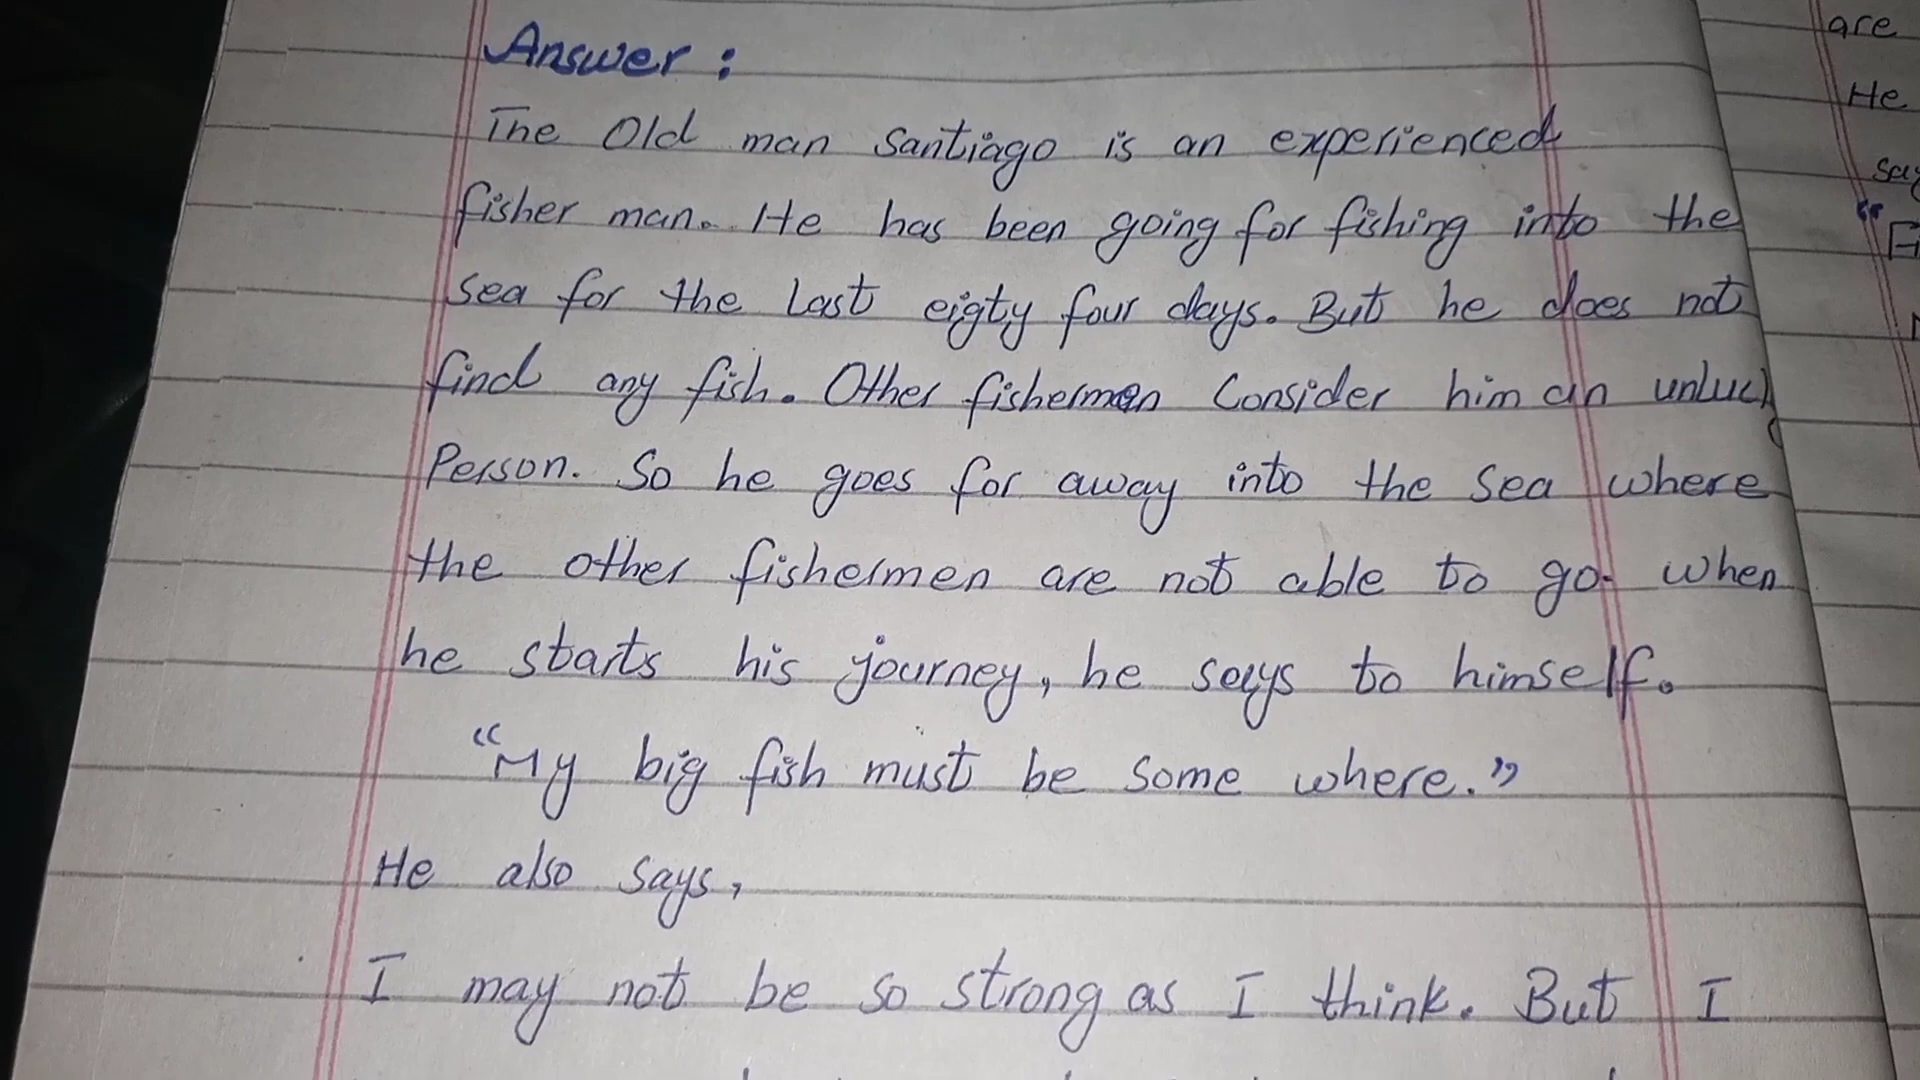 Answer :
The Old man Santiago is an experienced
fisher man. He has been going for fishing into the
sea for the Last eigty four days. But he does not
find any fish. Other fishermen Consider him an unlucky
Person. So he goes for away into the Sea where
the other fishermen are not able to go. when
he starts his journey, he says to himself.
“My big fish must be some where.”
He also says,
I may not be so strong as I think. But I
are
He
say
“